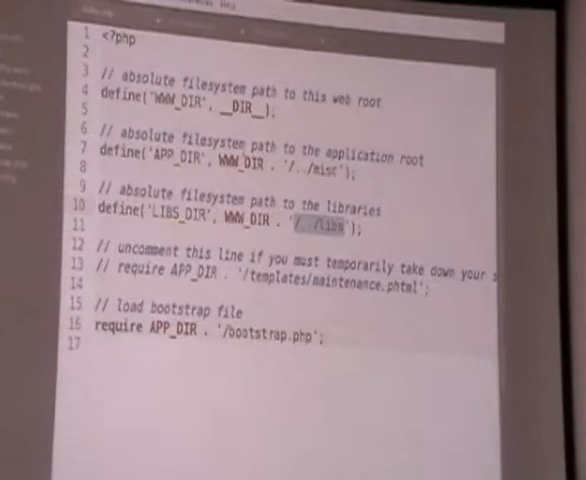 1 <?php
2
3 // absolute filesystem path to this web root
4 define('WWW_DIR', __DIR__);
5
6 // absolute filesystem path to the application root
7 define('APP_DIR', WWW_DIR . '/../misc');
8
9 // absolute filesystem path to the libraries
10 define('LIBS_DIR', WWW_DIR . '/../libs');
11
12 // uncomment this line if you must temporarily take down your s
13 // require APP_DIR . '/templates/maintenance.phtml';
14
15 // load bootstrap file
16 require APP_DIR . '/bootstrap.php';
17